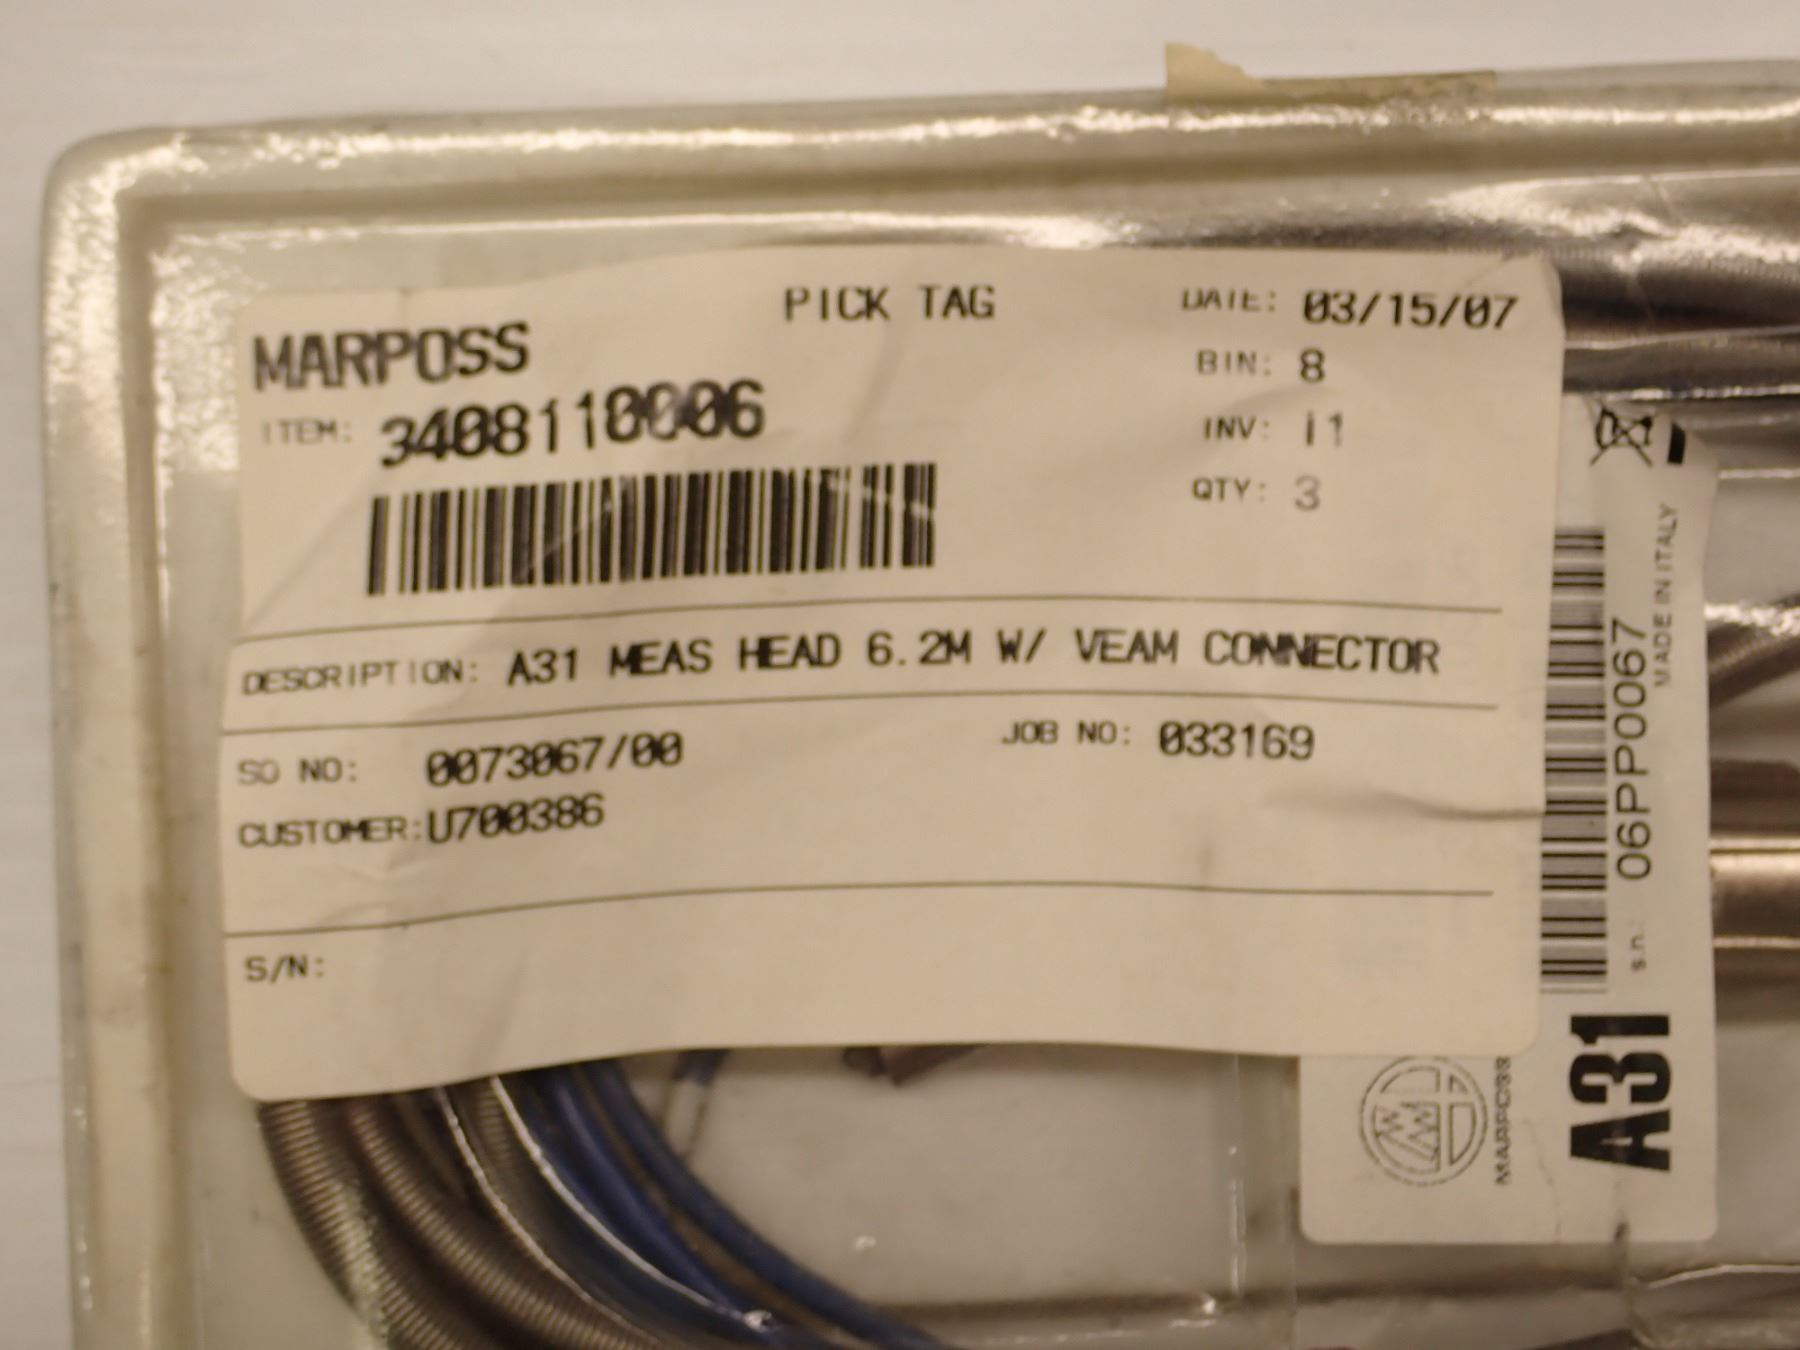 PICK TAG
DATE: 03/15/07
MARPOSS
BIN: 8
ITEM: 3408110006
INV: i1
QTY: 3
DESCRIPTION: A31 MEAS HEAD 6.2M W/ VEAM CONNECTOR
SO NO: 0073067/00
JOB NO: 033169
CUSTOMER: U700386
S/N:
MARPOSS
A31
s.n.: 06PP0067
MADE IN ITALY